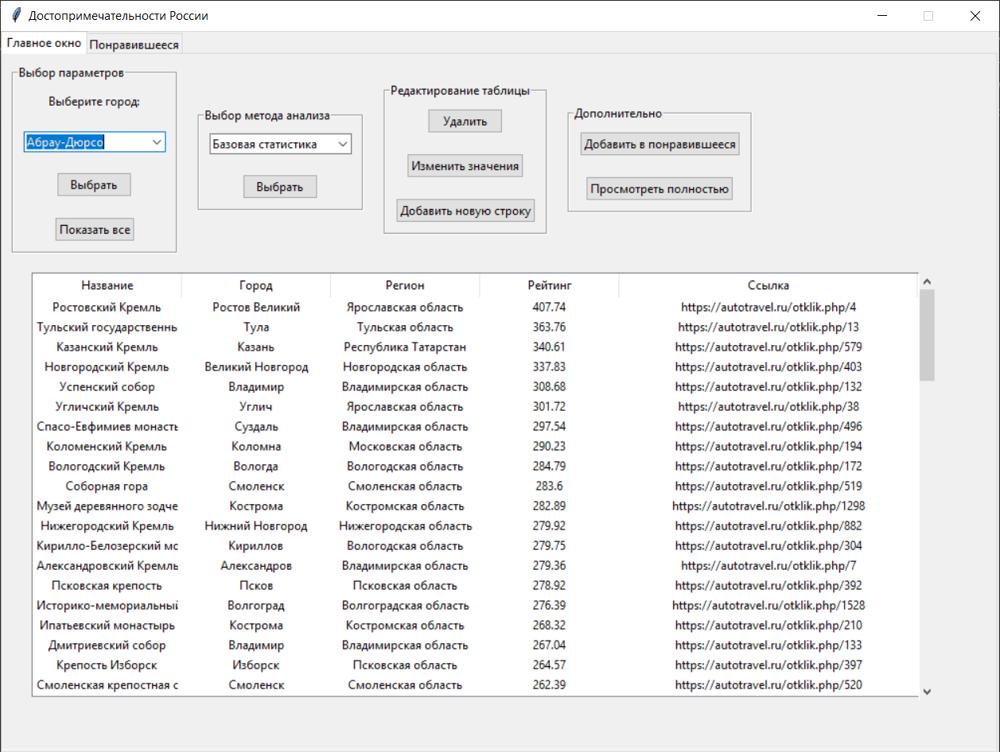 Достопримечательности России
Главное окно Понравившееся
Выбор параметров
Выберите город:
Абрау-Дюрсо
Выбрать
Показать все
Выбор метода анализа
Базовая статистика
Выбрать
Редактирование таблицы
Удалить
Изменить значения
Добавить новую строку
Дополнительно
Добавить в понравившееся
Просмотреть полностью
Название Город Регион Рейтинг Ссылка
Ростовский Кремль Ростов Великий Ярославская область 407.74 https://autotravel.ru/otklik.php/4
Тульский государственнь Тула Тульская область 363.76 https://autotravel.ru/otklik.php/13
Казанский Кремль Казань Республика Татарстан 340.61 https://autotravel.ru/otklik.php/579
Новгородский Кремль Великий Новгород Новгородская область 337.83 https://autotravel.ru/otklik.php/403
Успенский собор Владимир Владимирская область 308.68 https://autotravel.ru/otklik.php/132
Угличский Кремль Углич Ярославская область 301.72 https://autotravel.ru/otklik.php/38
Спасо-Евфимиев монасть Суздаль Владимирская область 297.54 https://autotravel.ru/otklik.php/496
Коломенский Кремль Коломна Московская область 290.23 https://autotravel.ru/otklik.php/194
Вологодский Кремль Вологда Вологодская область 284.79 https://autotravel.ru/otklik.php/172
Соборная гора Смоленск Смоленская область 283.6 https://autotravel.ru/otklik.php/519
Музей деревянного зодче Кострома Костромская область 282.89 https://autotravel.ru/otklik.php/1298
Нижегородский Кремль Нижний Новгород Нижегородская область 279.92 https://autotravel.ru/otklik.php/882
Кирилло-Белозерский мс Кириллов Вологодская область 279.75 https://autotravel.ru/otklik.php/304
Александровский Кремль Александров Владимирская область 279.36 https://autotravel.ru/otklik.php/7
Псковская крепость Псков Псковская область 278.92 https://autotravel.ru/otklik.php/392
Историко-мемориальный Волгоград Волгоградская область 276.39 https://autotravel.ru/otklik.php/1528
Ипатьевский монастырь Кострома Костромская область 268.32 https://autotravel.ru/otklik.php/210
Дмитриевский собор Владимир Владимирская область 267.04 https://autotravel.ru/otklik.php/133
Крепость Изборск Изборск Псковская область 264.57 https://autotravel.ru/otklik.php/397
Смоленская крепостная с Смоленск Смоленская область 262.39 https://autotravel.ru/otklik.php/520